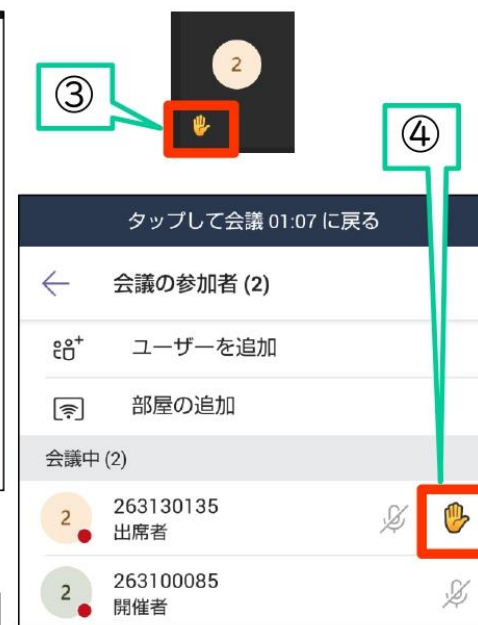 ③
2
④
タップして会議 01:07 に戻る
会議の参加者 (2)
ユーザーを追加
部屋の追加
会議中 (2)
2
263130135
出席者
2
263100085
開催者